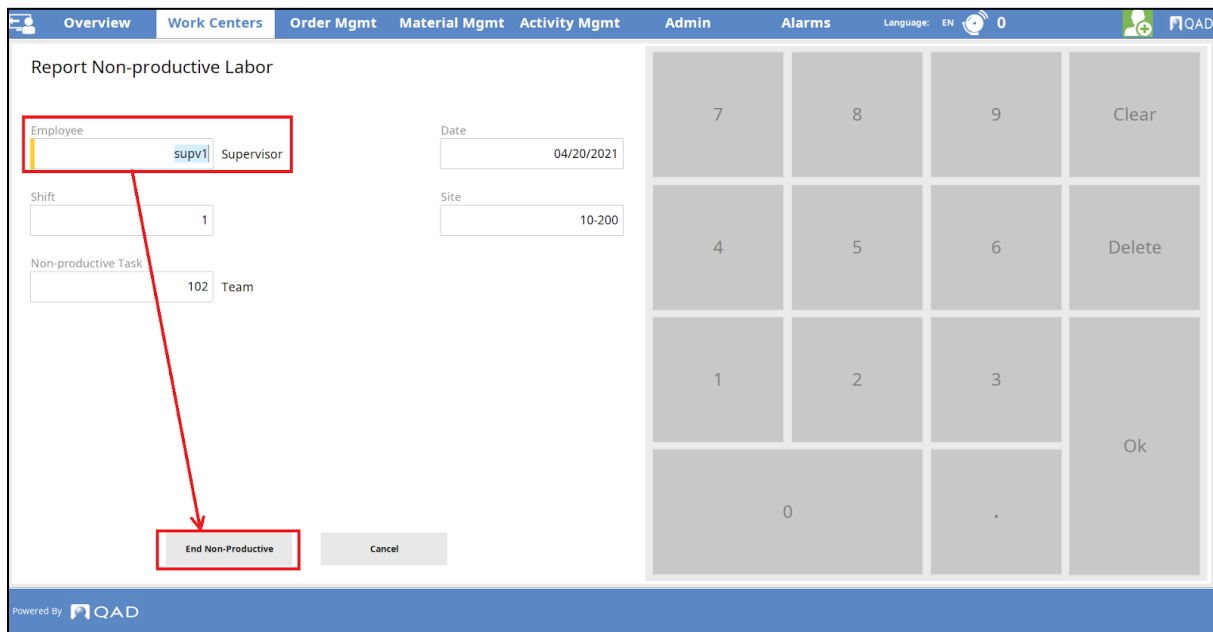 Overview Work Centers Order Mgmt Material Mgmt Activity Mgmt Admin Alarms Language: EN 0 QAD
Report Non-productive Labor
Employee
supv1 Supervisor
Date
04/20/2021
Shift
1
Site
10-200
Non-productive Task
102 Team
End Non-Productive Cancel
7 8 9 Clear
4 5 6 Delete
1 2 3
Ok
0 .
Powered By QAD